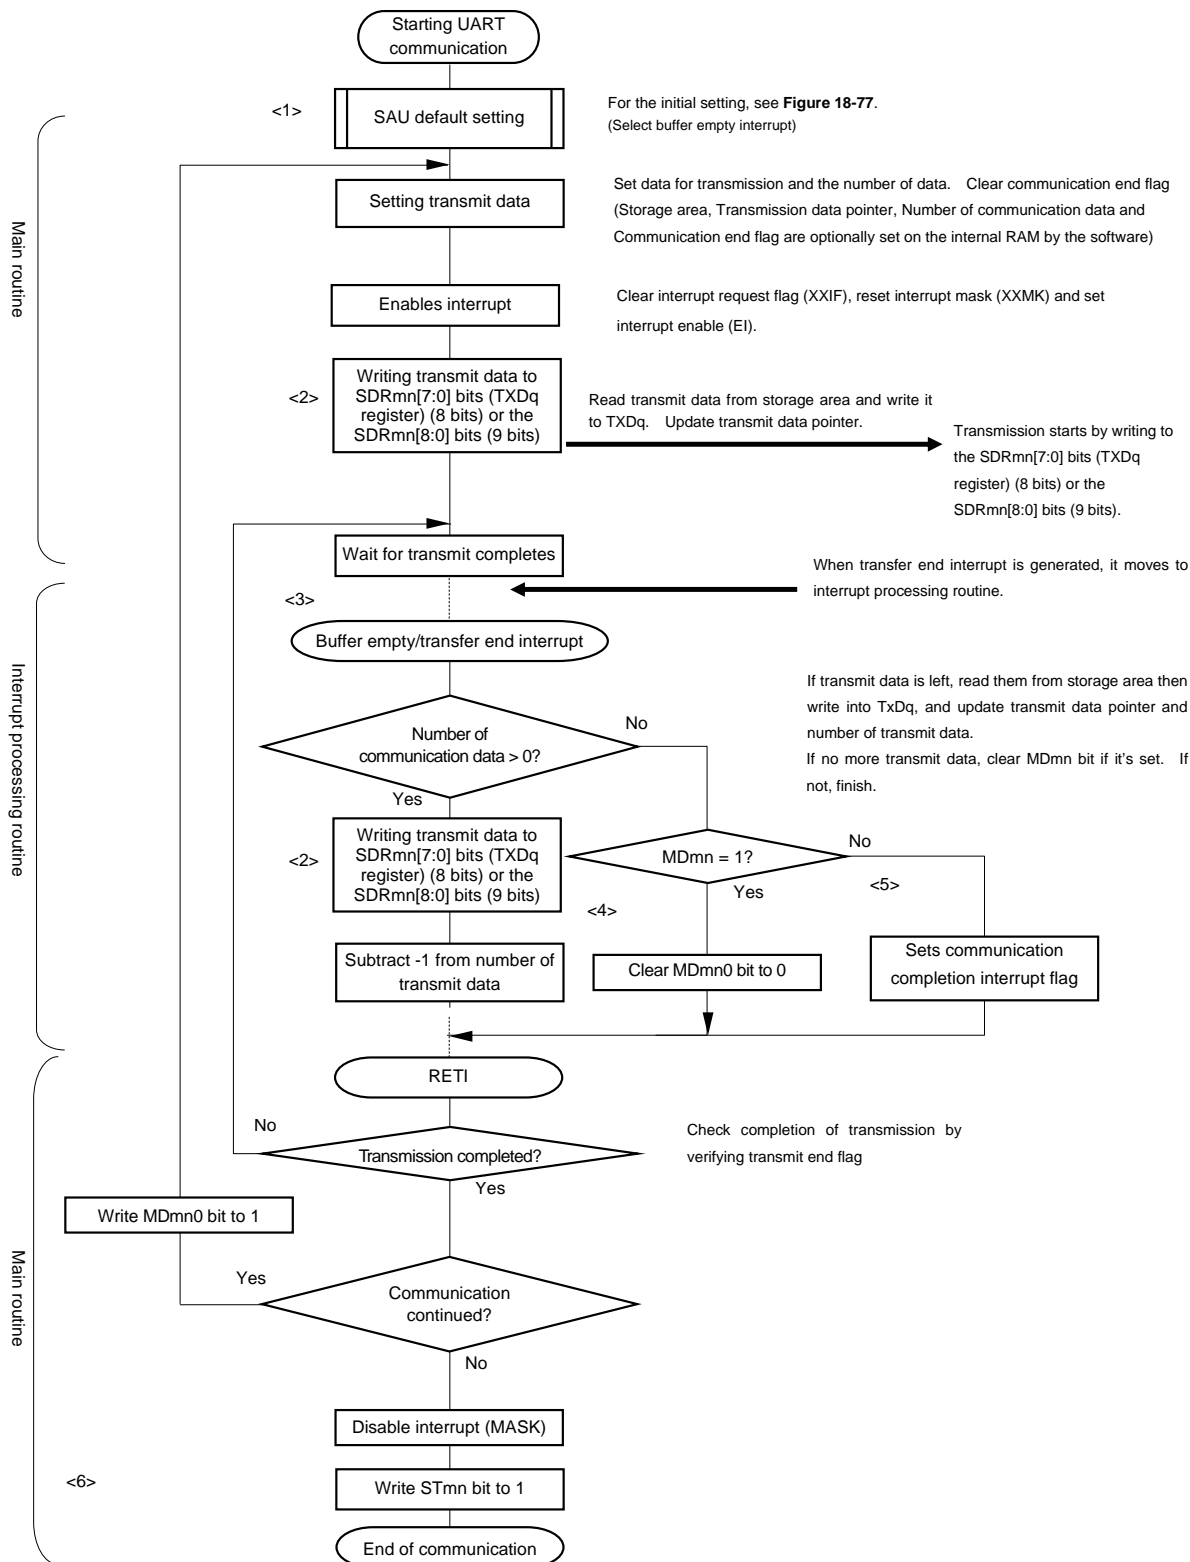 Starting UART
communication
<1>
SAU default setting
For the initial setting, see Figure 18-77.
(Select buffer empty interrupt)
Setting transmit data
Set data for transmission and the number of data. Clear communication end flag
(Storage area, Transmission data pointer, Number of communication data and
Communication end flag are optionally set on the internal RAM by the software)
Main routine
Enables interrupt
Clear interrupt request flag (XXIF), reset interrupt mask (XXMK) and set
interrupt enable (EI).
<2>
Writing transmit data to
SDRmn[7:0] bits (TXDq
register) (8 bits) or the
SDRmn[8:0] bits (9 bits)
Read transmit data from storage area and write it
to TXDq. Update transmit data pointer.
Transmission starts by writing to
the SDRmn[7:0] bits (TXDq
register) (8 bits) or the
SDRmn[8:0] bits (9 bits).
Wait for transmit completes
When transfer end interrupt is generated, it moves to
interrupt processing routine.
<3>
Buffer empty/transfer end interrupt
Interrupt processing routine
If transmit data is left, read them from storage area then
write into TxDq, and update transmit data pointer and
number of transmit data.
If no more transmit data, clear MDmn bit if it's set. If
not, finish.
Number of
communication data > 0?
No
Yes
<2>
Writing transmit data to
SDRmn[7:0] bits (TXDq
register) (8 bits) or the
SDRmn[8:0] bits (9 bits)
MDmn = 1?
No
Yes
<4>
<5>
Subtract -1 from number of
transmit data
Clear MDmn0 bit to 0
Sets communication
completion interrupt flag
RETI
No
Transmission completed?
Yes
Check completion of transmission by
verifying transmit end flag
Write MDmn0 bit to 1
Main routine
Yes
Communication
continued?
No
Disable interrupt (MASK)
<6>
Write STmn bit to 1
End of communication